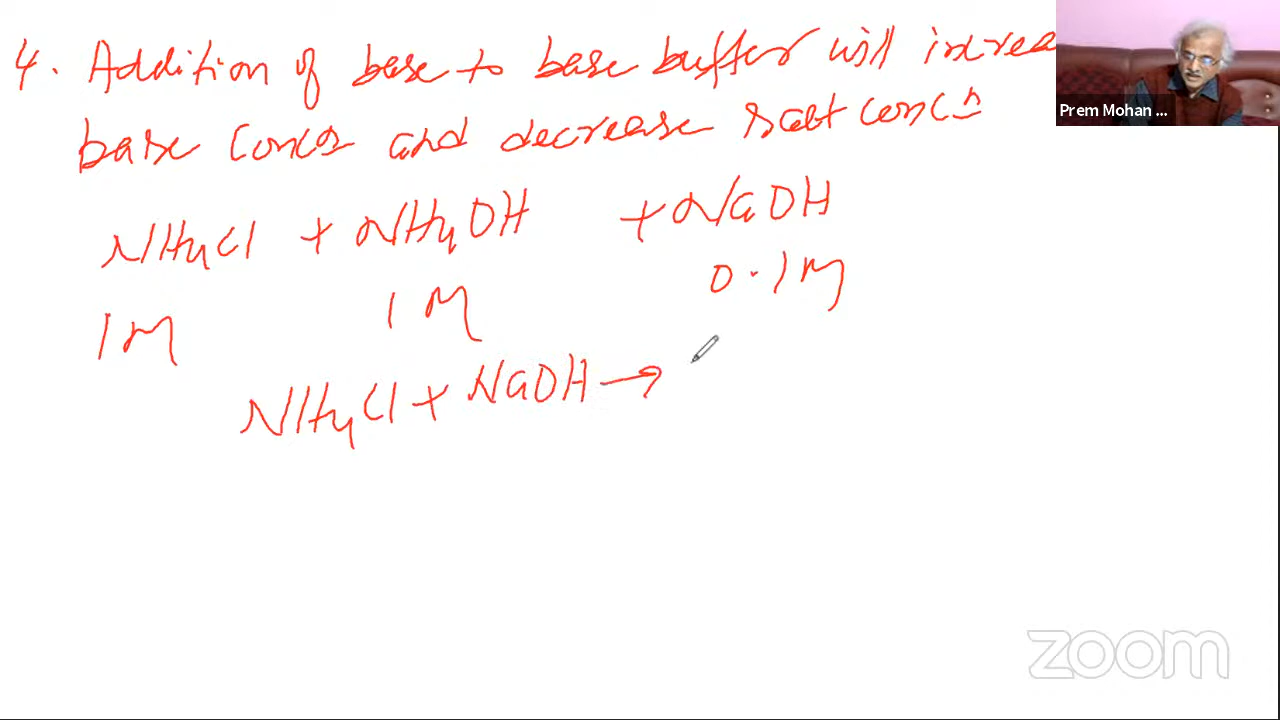 4. Addition of base to base buffer will increa
Prem Mohan ...
base concn and decrease salt concn
NH4Cl + NH4OH + NaOH
1M 1M 0.1M
NH4Cl + NaOH →
zoom